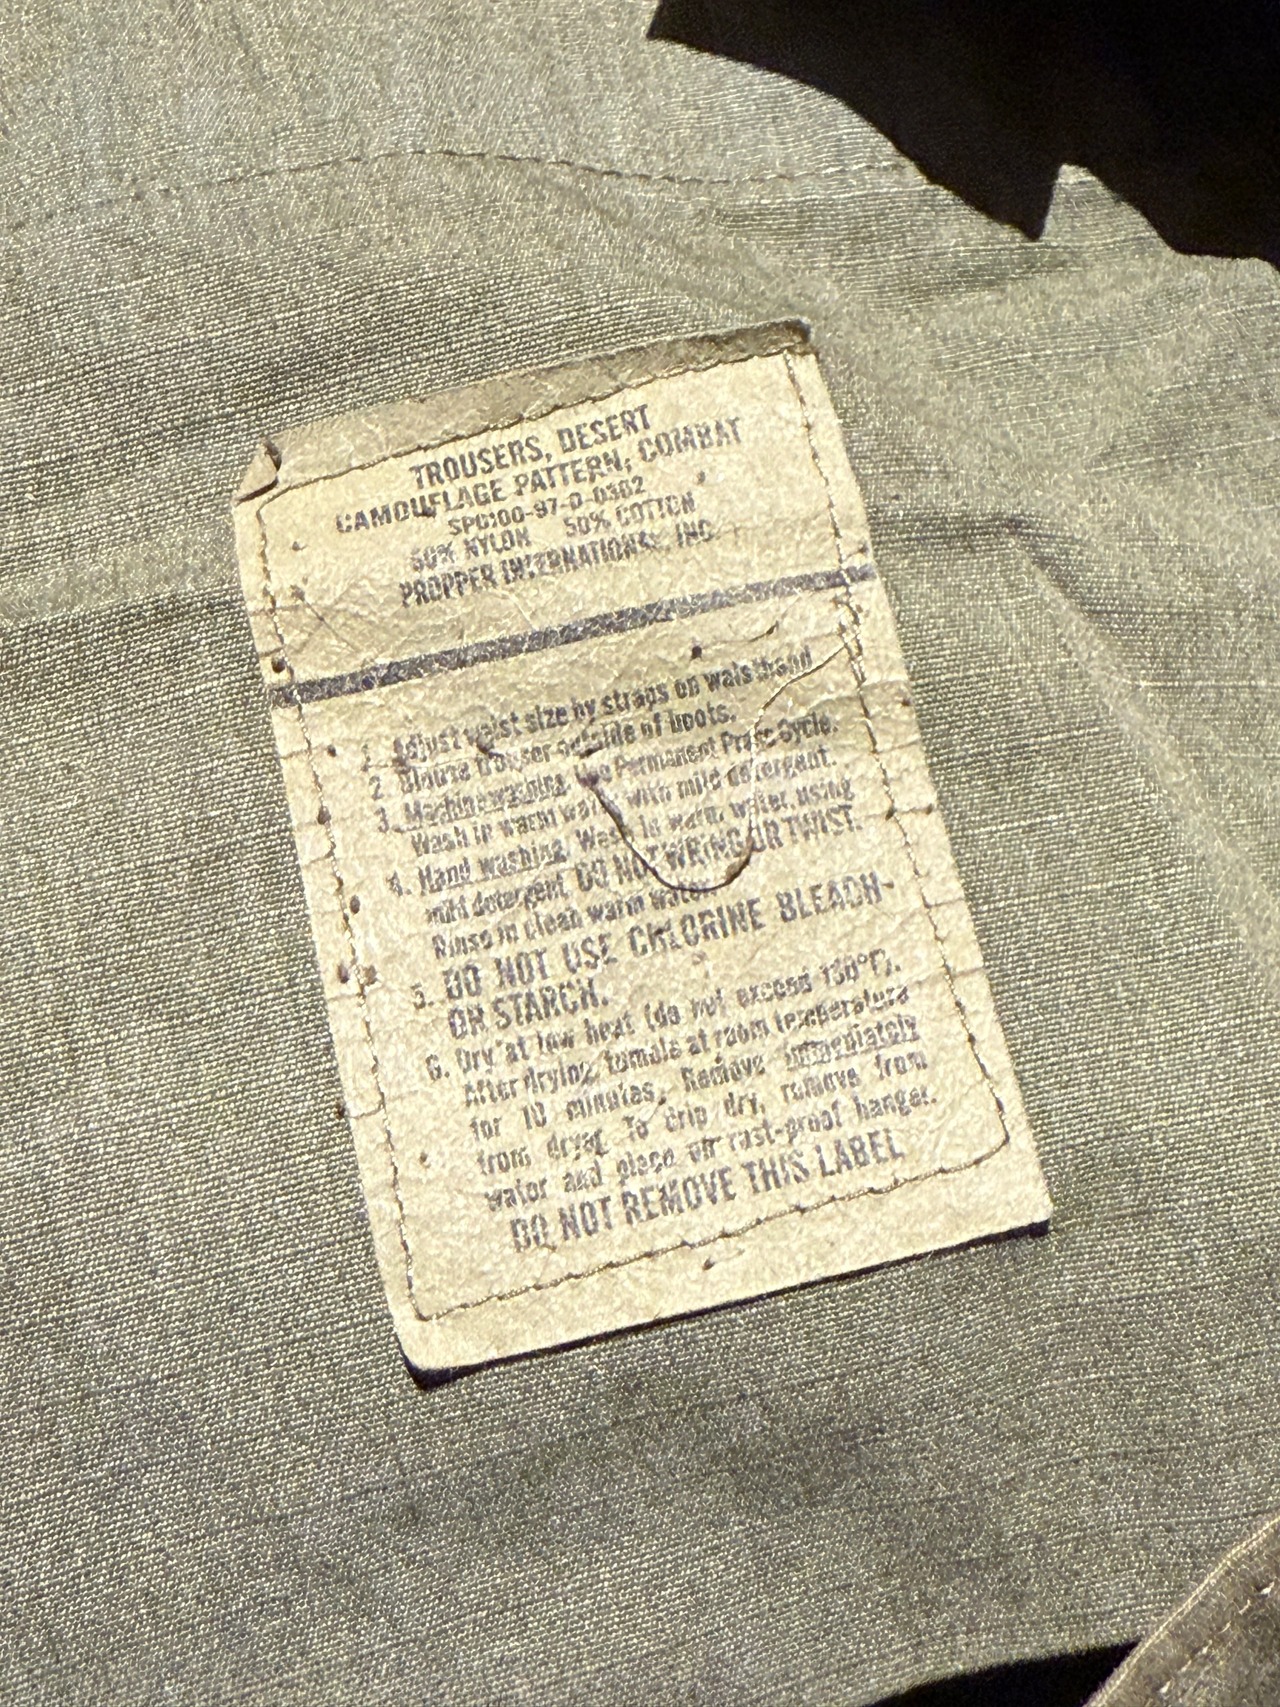 TROUSERS, DESERT
CAMOUFLAGE PATTERN, COMBAT
SPO100-97-D-0302
50% NYLON 50% COTTON
PROPPER INTERNATIONAL, INC.
1. Adjust waist size by straps on waistband
2. Blouse trouser outside of boots.
3. Machine washing. Use Permanent Press Cycle.
Wash in warm water with mild detergent.
4. Hand washing. Wash in warm water, using
mild detergent. DO NOT WRING OR TWIST.
Rinse in clean warm water.
5. DO NOT USE CHLORINE BLEACH-
OR STARCH.
6. Dry at low heat (do not exceed 130°F).
After drying, tumble at room temperature
for 10 minutes. Remove immediately
from dryer. To drip dry, remove from
water and place on rust-proof hanger.
DO NOT REMOVE THIS LABEL